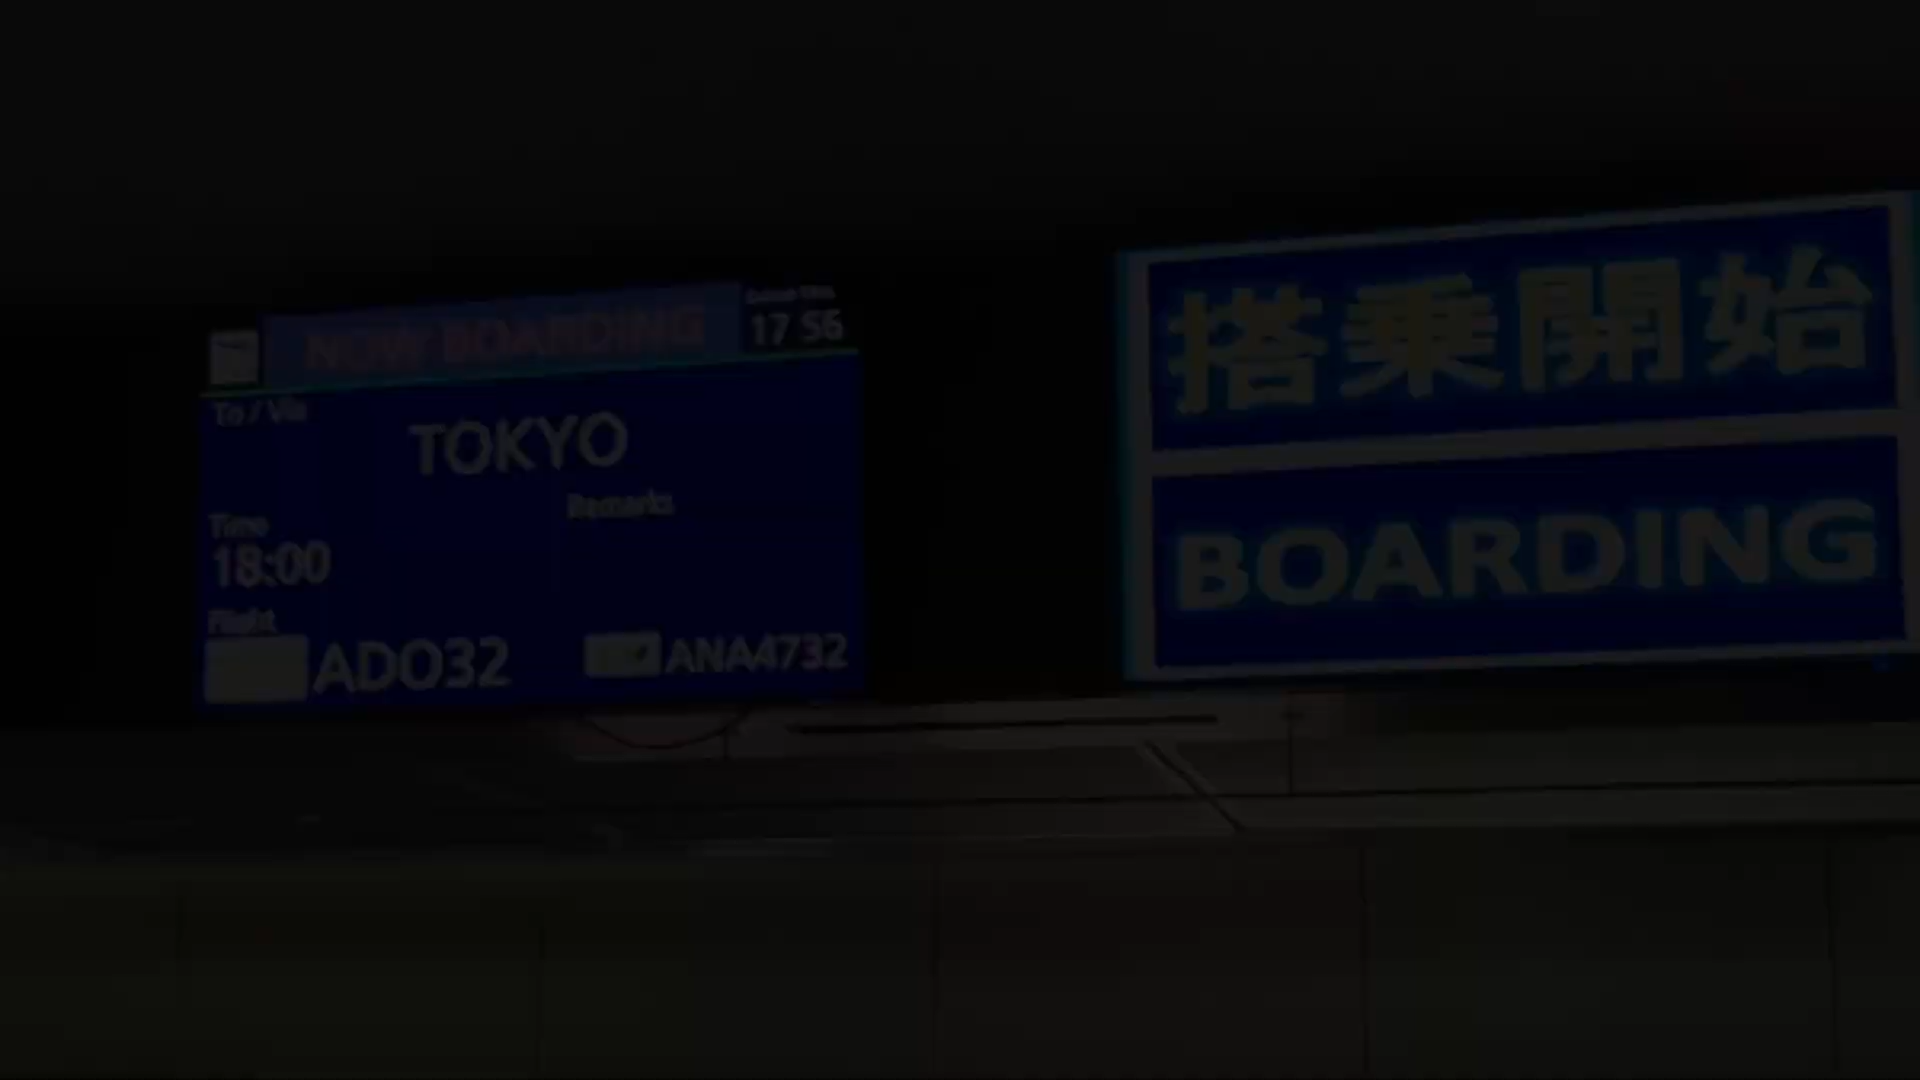 NOW BOARDING
17 56
To / Via
TOKYO
Remarks
Time
18:00
Flight
ADO32
ANA4732
搭乗開始
BOARDING